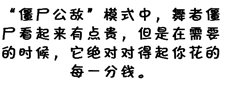 “僵尸公敌”模式中，舞者僵
尸看起来有点贵，但是在需要
的时候，它绝对对得起你花的
每一分钱。